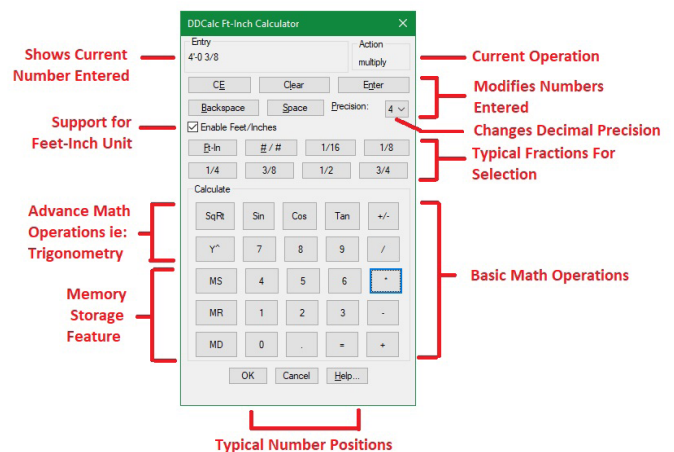 DDCalc Ft-Inch Calculator
Entry
Action
4'-0 3/8
multiply
Shows Current
Number Entered
Current Operation
CE Clear Enter
Backspace Space Precision: 4
Modifies Numbers
Entered
Changes Decimal Precision
Support for
Feet-Inch Unit
Enable Feet/Inches
Ft-In # / # 1/16 1/8
1/4 3/8 1/2 3/4
Typical Fractions For
Selection
Calculate
SqRt Sin Cos Tan +/-
Y^ 7 8 9 /
MS 4 5 6 *
MR 1 2 3 -
MD 0 . = +
Advance Math
Operations ie:
Trigonometry
Memory
Storage
Feature
Basic Math Operations
OK Cancel Help...
Typical Number Positions